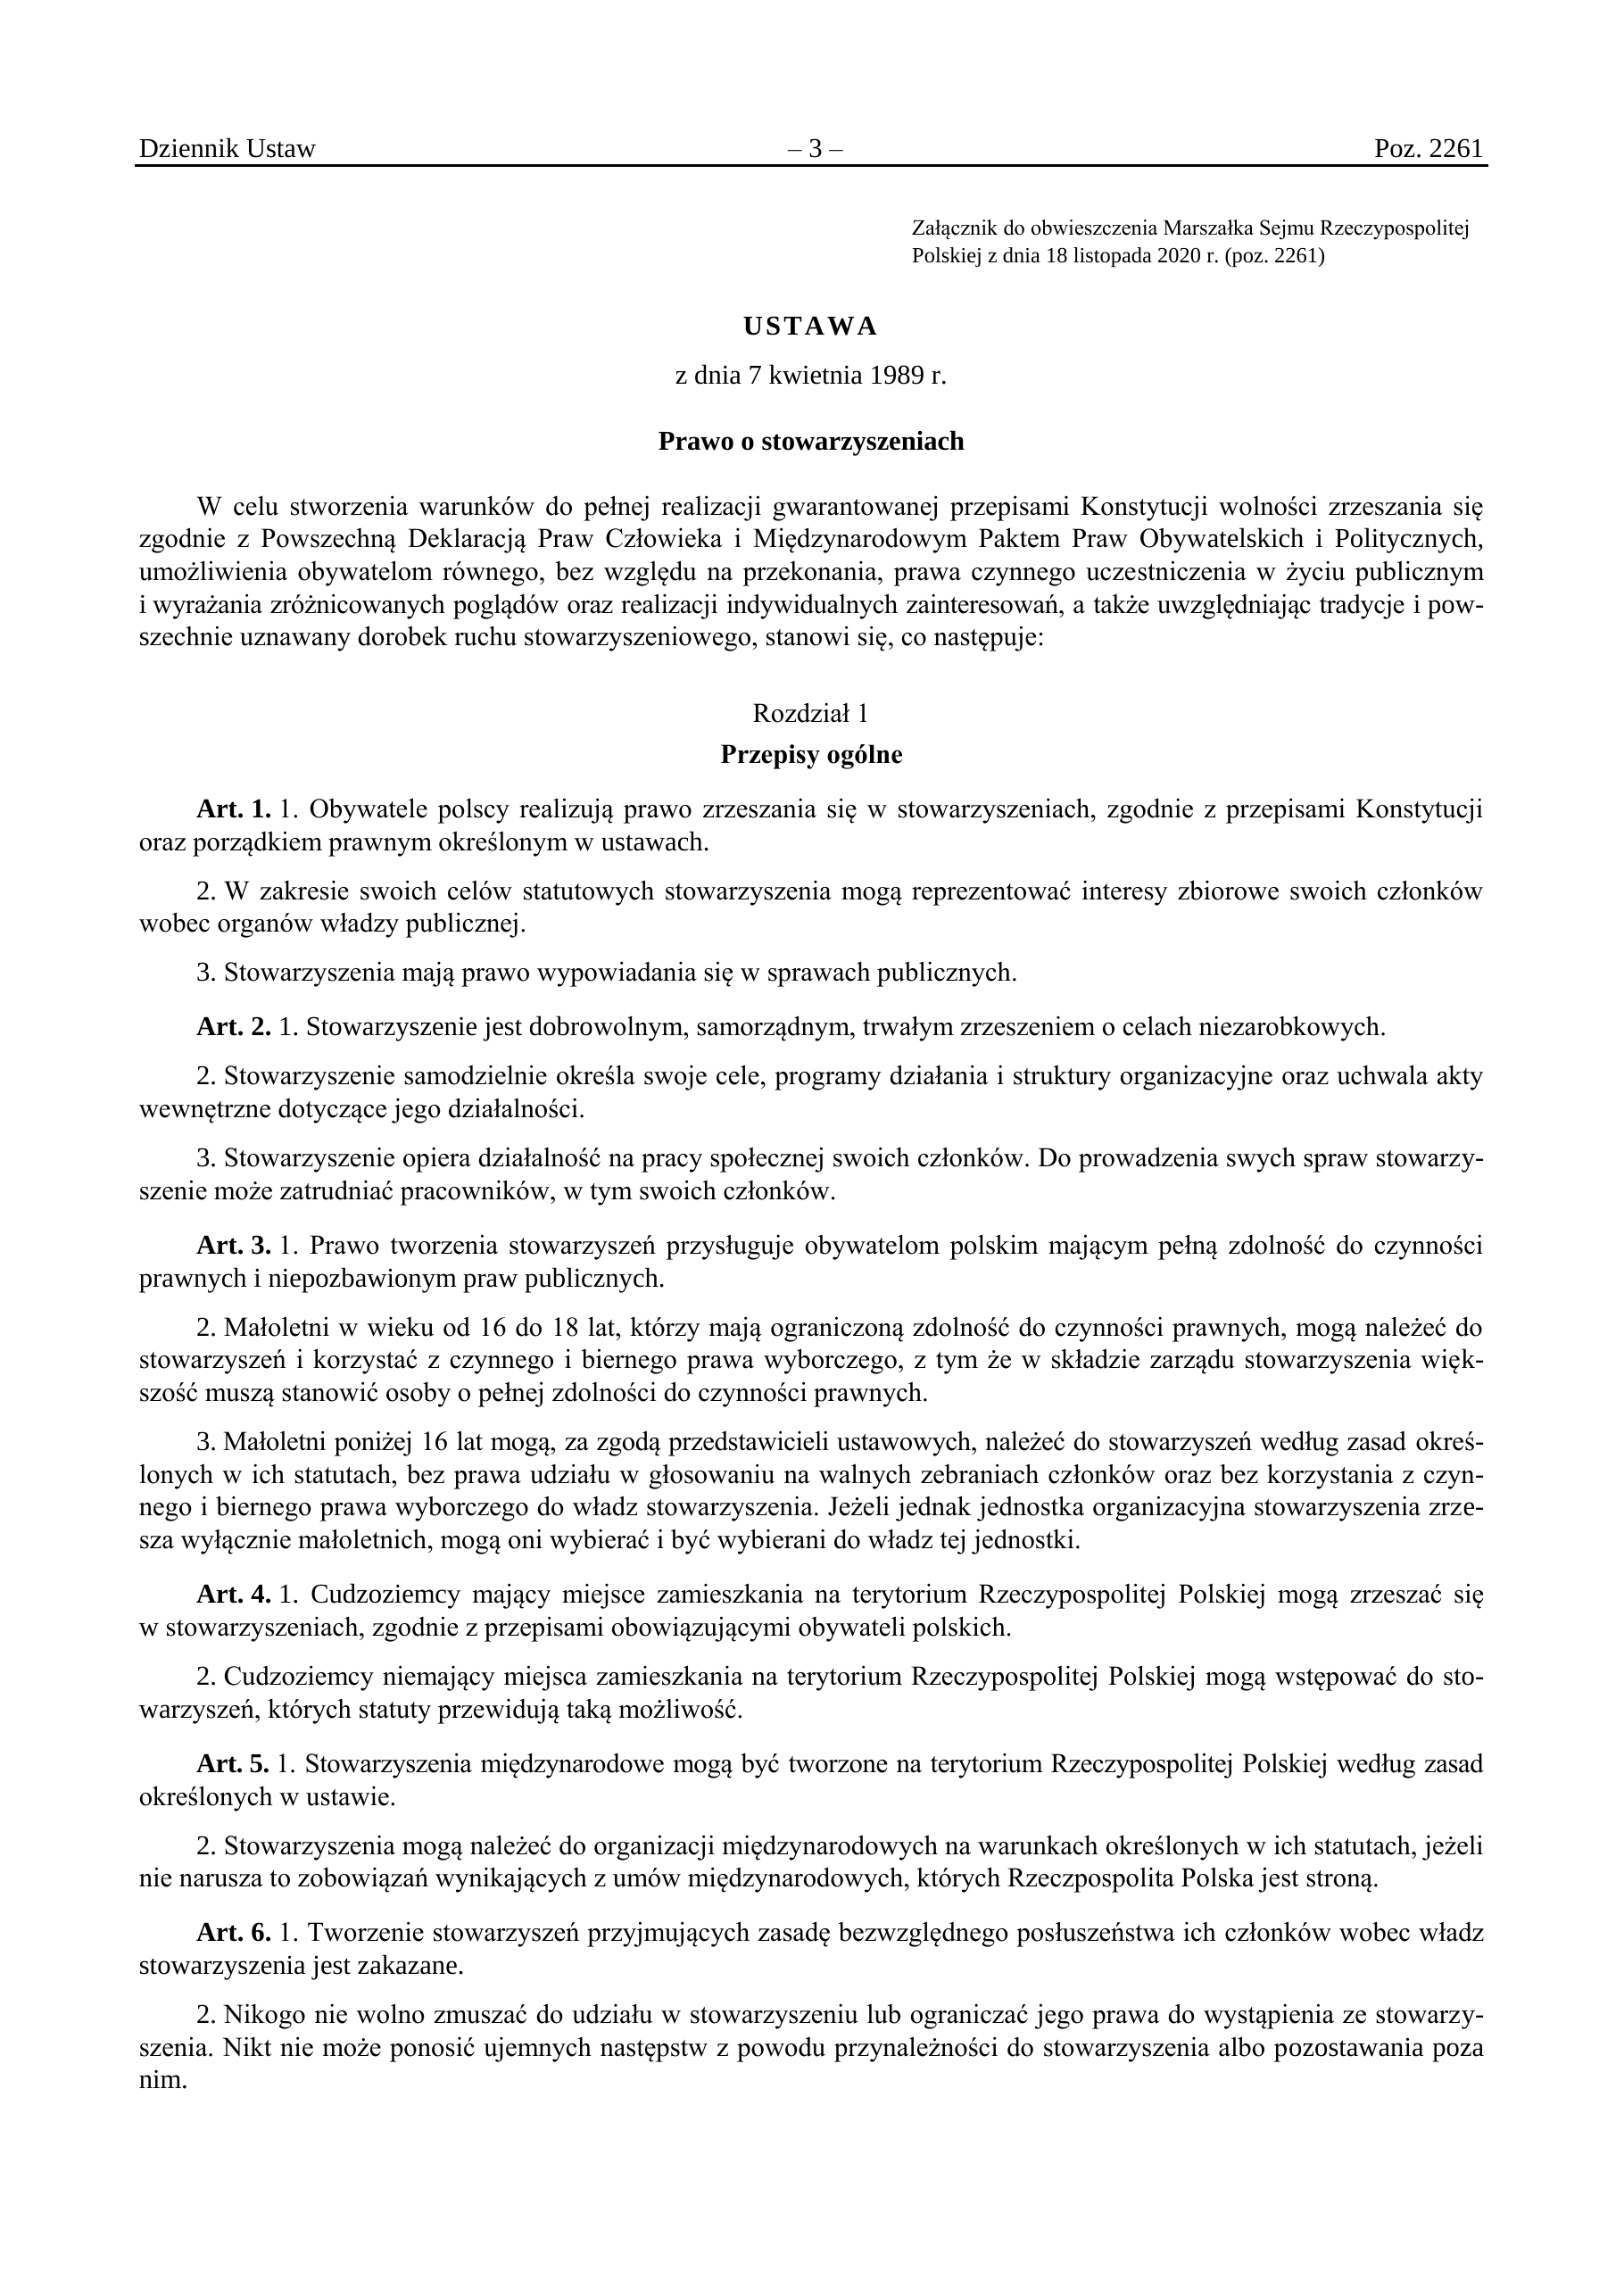 Dziennik Ustaw – 3 – Poz. 2261
Załącznik do obwieszczenia Marszałka Sejmu Rzeczypospolitej
Polskiej z dnia 18 listopada 2020 r. (poz. 2261)
USTAWA
z dnia 7 kwietnia 1989 r.
Prawo o stowarzyszeniach
W celu stworzenia warunków do pełnej realizacji gwarantowanej przepisami Konstytucji wolności zrzeszania się
zgodnie z Powszechną Deklaracją Praw Człowieka i Międzynarodowym Paktem Praw Obywatelskich i Politycznych,
umożliwienia obywatelom równego, bez względu na przekonania, prawa czynnego uczestniczenia w życiu publicznym
i wyrażania zróżnicowanych poglądów oraz realizacji indywidualnych zainteresowań, a także uwzględniając tradycje i pow-
szechnie uznawany dorobek ruchu stowarzyszeniowego, stanowi się, co następuje:
Rozdział 1
Przepisy ogólne
Art. 1. 1. Obywatele polscy realizują prawo zrzeszania się w stowarzyszeniach, zgodnie z przepisami Konstytucji
oraz porządkiem prawnym określonym w ustawach.
2. W zakresie swoich celów statutowych stowarzyszenia mogą reprezentować interesy zbiorowe swoich członków
wobec organów władzy publicznej.
3. Stowarzyszenia mają prawo wypowiadania się w sprawach publicznych.
Art. 2. 1. Stowarzyszenie jest dobrowolnym, samorządnym, trwałym zrzeszeniem o celach niezarobkowych.
2. Stowarzyszenie samodzielnie określa swoje cele, programy działania i struktury organizacyjne oraz uchwala akty
wewnętrzne dotyczące jego działalności.
3. Stowarzyszenie opiera działalność na pracy społecznej swoich członków. Do prowadzenia swych spraw stowarzy-
szenie może zatrudniać pracowników, w tym swoich członków.
Art. 3. 1. Prawo tworzenia stowarzyszeń przysługuje obywatelom polskim mającym pełną zdolność do czynności
prawnych i niepozbawionym praw publicznych.
2. Małoletni w wieku od 16 do 18 lat, którzy mają ograniczoną zdolność do czynności prawnych, mogą należeć do
stowarzyszeń i korzystać z czynnego i biernego prawa wyborczego, z tym że w składzie zarządu stowarzyszenia więk-
szość muszą stanowić osoby o pełnej zdolności do czynności prawnych.
3. Małoletni poniżej 16 lat mogą, za zgodą przedstawicieli ustawowych, należeć do stowarzyszeń według zasad okreś-
lonych w ich statutach, bez prawa udziału w głosowaniu na walnych zebraniach członków oraz bez korzystania z czyn-
nego i biernego prawa wyborczego do władz stowarzyszenia. Jeżeli jednak jednostka organizacyjna stowarzyszenia zrze-
sza wyłącznie małoletnich, mogą oni wybierać i być wybierani do władz tej jednostki.
Art. 4. 1. Cudzoziemcy mający miejsce zamieszkania na terytorium Rzeczypospolitej Polskiej mogą zrzeszać się
w stowarzyszeniach, zgodnie z przepisami obowiązującymi obywateli polskich.
2. Cudzoziemcy niemający miejsca zamieszkania na terytorium Rzeczypospolitej Polskiej mogą wstępować do sto-
warzyszeń, których statuty przewidują taką możliwość.
Art. 5. 1. Stowarzyszenia międzynarodowe mogą być tworzone na terytorium Rzeczypospolitej Polskiej według zasad
określonych w ustawie.
2. Stowarzyszenia mogą należeć do organizacji międzynarodowych na warunkach określonych w ich statutach, jeżeli
nie narusza to zobowiązań wynikających z umów międzynarodowych, których Rzeczpospolita Polska jest stroną.
Art. 6. 1. Tworzenie stowarzyszeń przyjmujących zasadę bezwzględnego posłuszeństwa ich członków wobec władz
stowarzyszenia jest zakazane.
2. Nikogo nie wolno zmuszać do udziału w stowarzyszeniu lub ograniczać jego prawa do wystąpienia ze stowarzy-
szenia. Nikt nie może ponosić ujemnych następstw z powodu przynależności do stowarzyszenia albo pozostawania poza
nim.